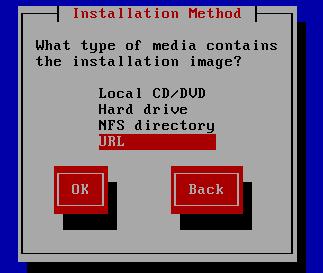 Installation Method
What type of media contains
the installation image?
Local CD/DVD
Hard drive
NFS directory
URL
OK
Back